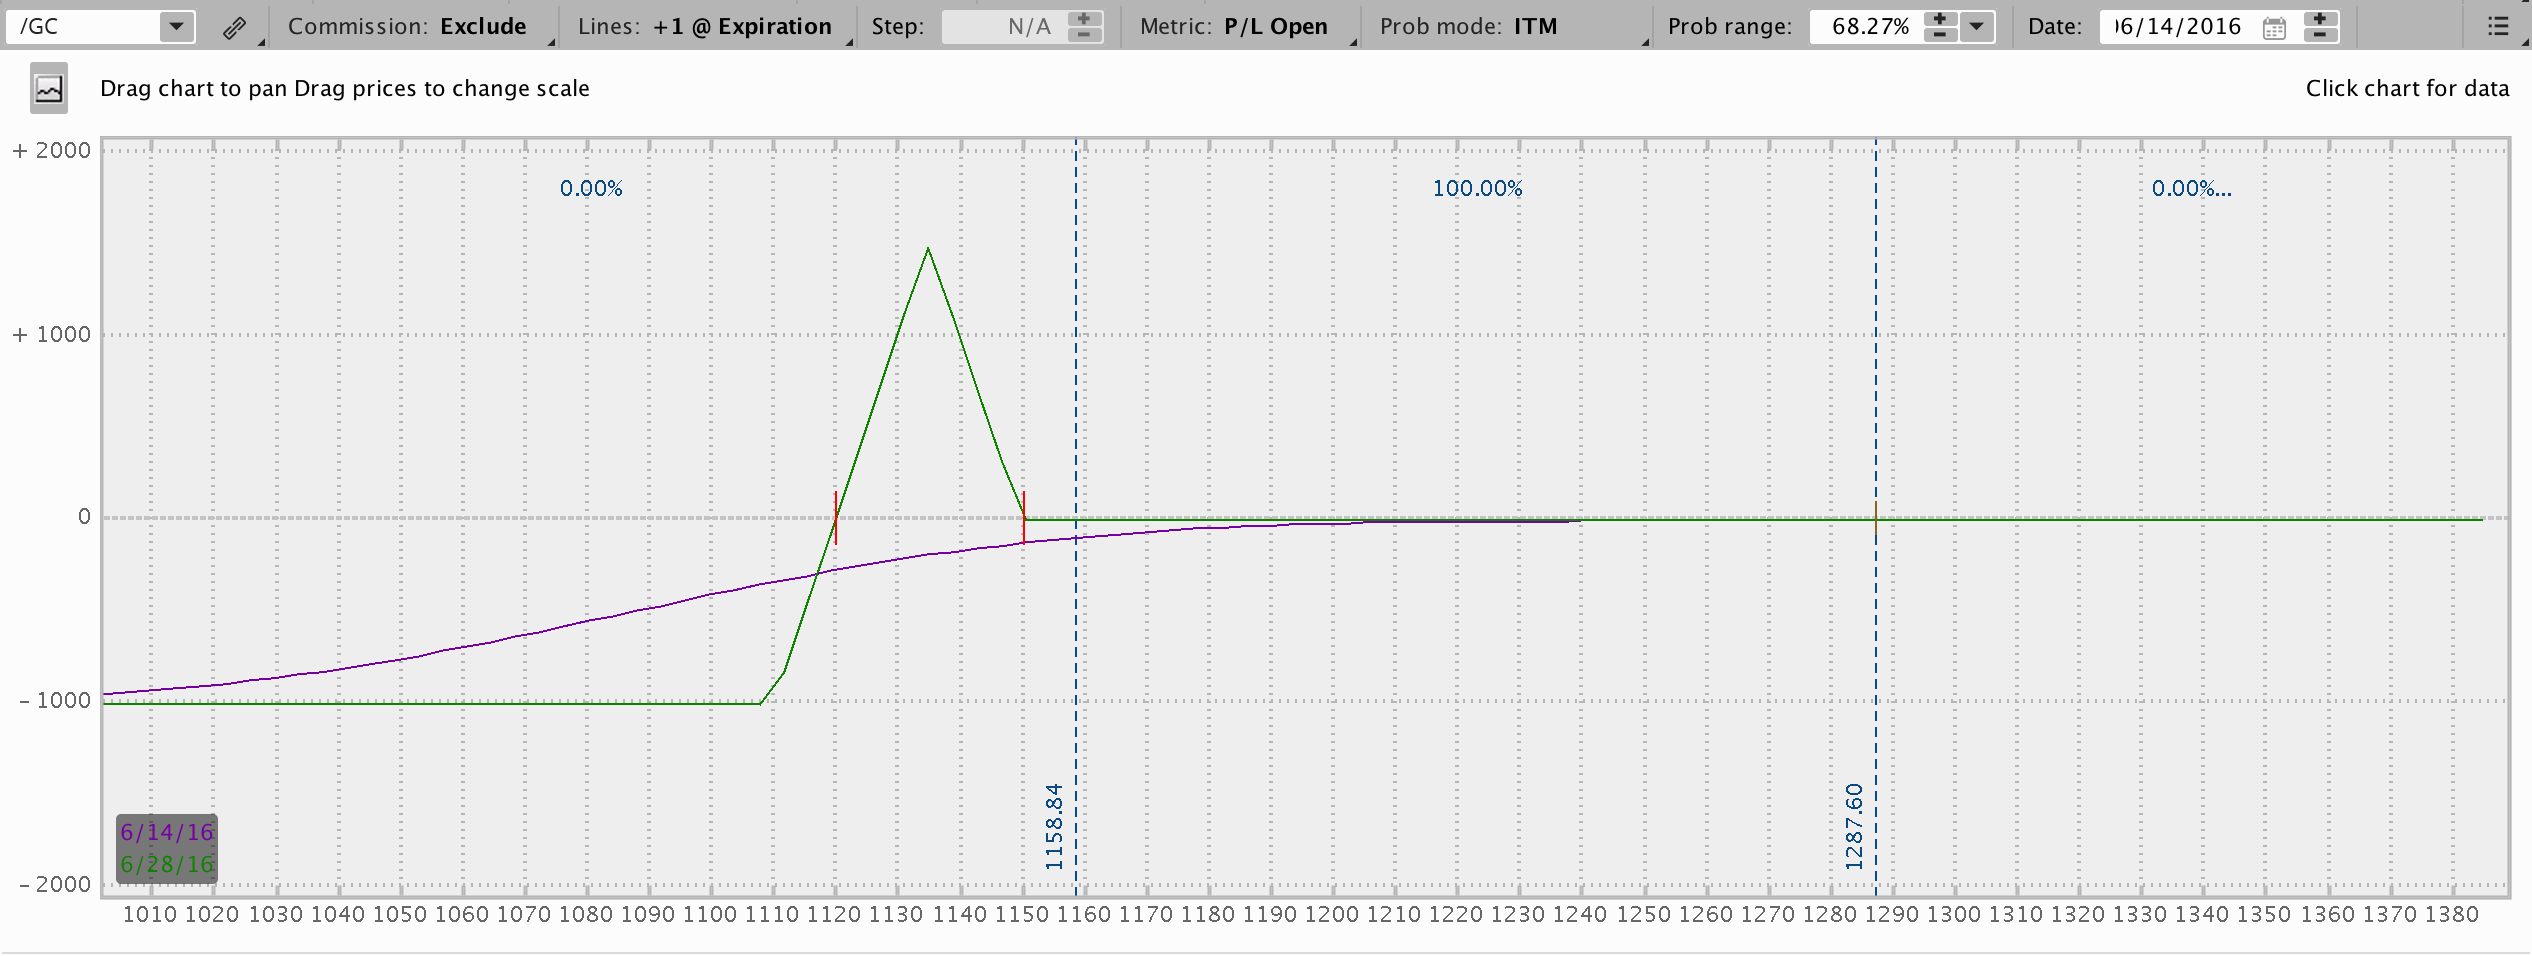 /GC Commission: Exclude Lines: +1 @ Expiration Step: N/A Metric: P/L Open Prob mode: ITM Prob range: 68.27% Date: 06/14/2016
Drag chart to pan Drag prices to change scale Click chart for data
+ 2000
0.00% 100.00% 0.00%...
+ 1000
0
- 1000
1158.84 1287.60
6/14/16
6/28/16
- 2000
1010 1020 1030 1040 1050 1060 1070 1080 1090 1100 1110 1120 1130 1140 1150 1160 1170 1180 1190 1200 1210 1220 1230 1240 1250 1260 1270 1280 1290 1300 1310 1320 1330 1340 1350 1360 1370 1380